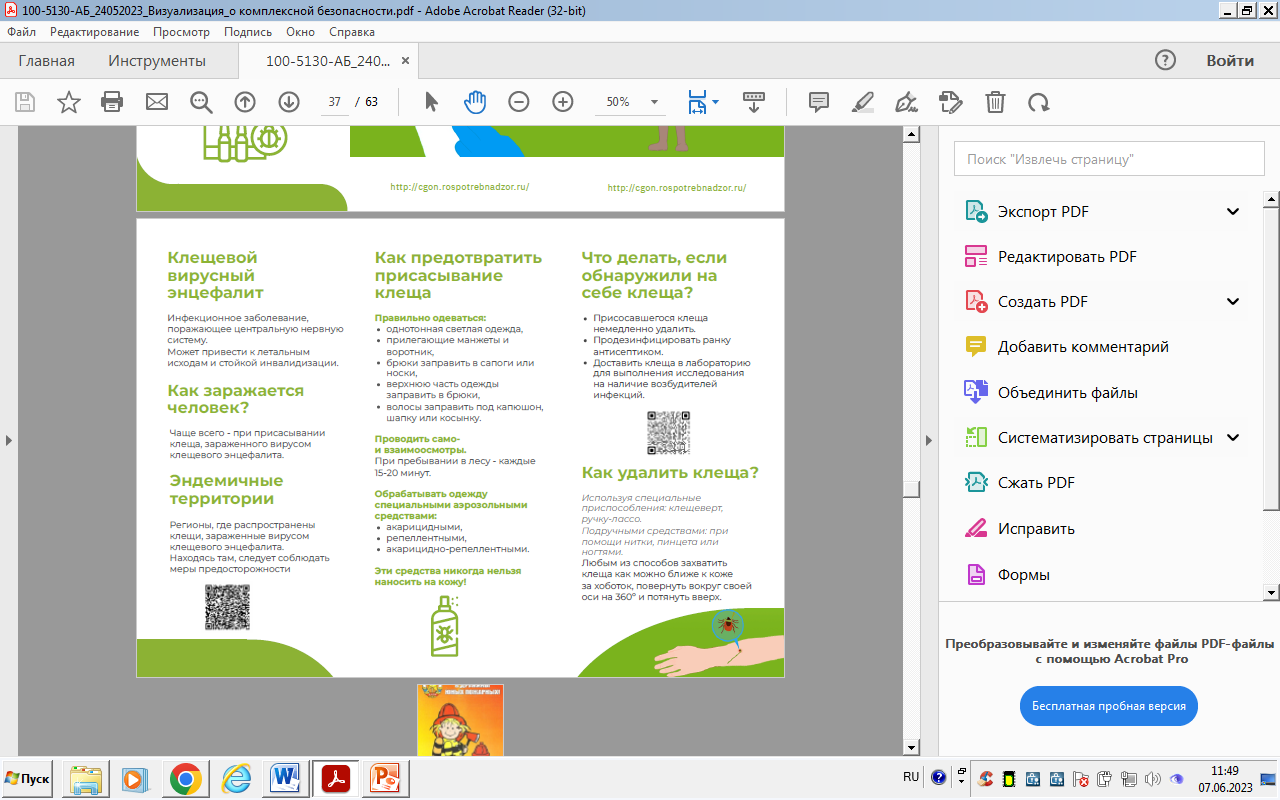 100-5130-АБ_24052023_Визуализация_о комплексной безопасности.pdf - Adobe Acrobat Reader (32-bit)
Файл Редактирование Просмотр Подпись Окно Справка
Главная Инструменты 100-5130-АБ_240... × Войти
37 / 63 50%
http://cgon.rospotrebnadzor.ru/ http://cgon.rospotrebnadzor.ru/
Клещевой
вирусный
энцефалит
Инфекционное заболевание,
поражающее центральную нервную
систему.
Может привести к летальным
исходам и стойкой инвалидизации.
Как заражается
человек?
Чаще всего - при присасывании
клеща, зараженного вирусом
клещевого энцефалита.
Эндемичные
территории
Регионы, где распространены
клещи, зараженные вирусом
клещевого энцефалита.
Находясь там, следует соблюдать
меры предосторожности
Как предотвратить
присасывание
клеща
Правильно одеваться:
• однотонная светлая одежда,
• прилегающие манжеты и
воротник,
• брюки заправить в сапоги или
носки,
• верхнюю часть одежды
заправить в брюки,
• волосы заправить под капюшон,
шапку или косынку.
Проводить само-
и взаимоосмотры.
При пребывании в лесу - каждые
15-20 минут.
Обрабатывать одежду
специальными аэрозольными
средствами:
• акарицидными,
• репеллентными,
• акарицидно-репеллентными.
Эти средства никогда нельзя
наносить на кожу!
Что делать, если
обнаружили на
себе клеща?
• Присосавшегося клеща
немедленно удалить.
• Продезинфицировать ранку
антисептиком.
• Доставить клеща в лабораторию
для выполнения исследования
на наличие возбудителей
инфекций.
Как удалить клеща?
Используя специальные
приспособления: клещеверт,
ручку-лассо.
Подручными средствами: при
помощи нитки, пинцета или
ногтями.
Любым из способов захватить
клеща как можно ближе к коже
за хоботок, повернуть вокруг своей
оси на 360° и потянуть вверх.
ЮНЫХ ПОЖАРНЫХ
Поиск "Извлечь страницу"
Экспорт PDF
Редактировать PDF
Создать PDF
Добавить комментарий
Объединить файлы
Систематизировать страницы
Сжать PDF
Исправить
Формы
Преобразовывайте и изменяйте файлы PDF-файлы
с помощью Acrobat Pro
Бесплатная пробная версия
Пуск RU 11:49
07.06.2023